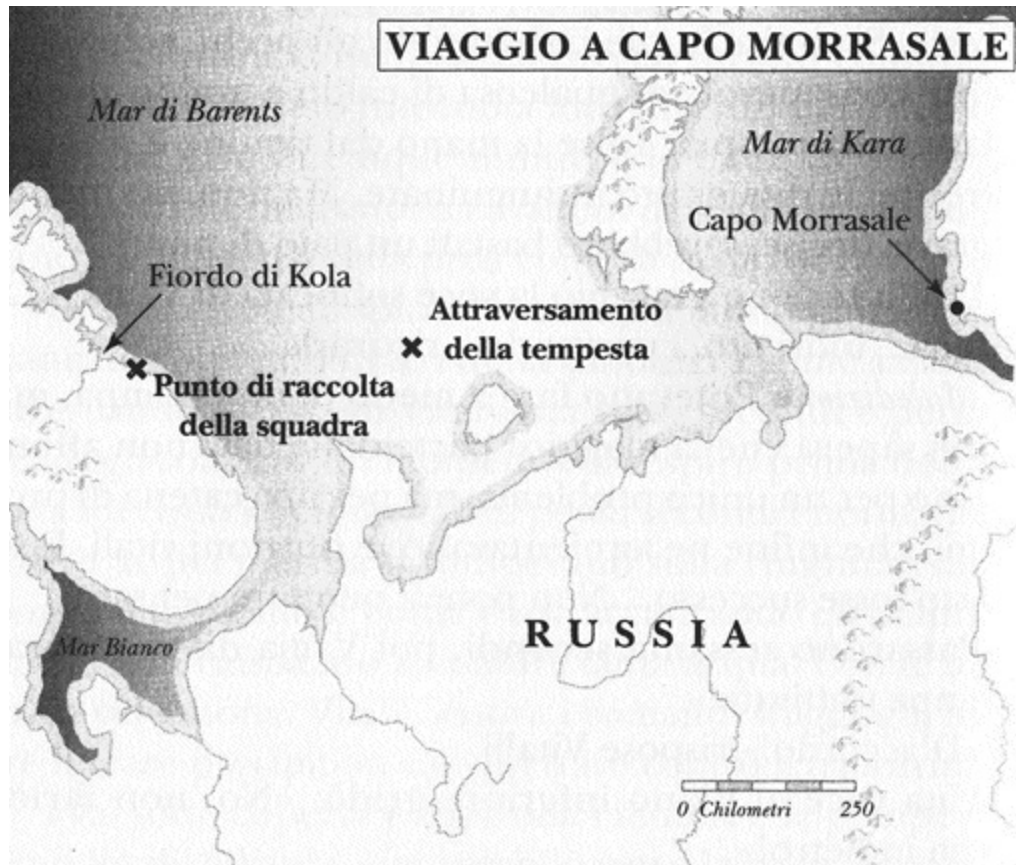 VIAGGIO A CAPO MORRASALE
Mar di Barents
Mar di Kara
Capo Morrasale
Fiordo di Kola
Attraversamento
della tempesta
Punto di raccolta
della squadra
RUSSIA
Mar Bianco
0 Chilometri 250